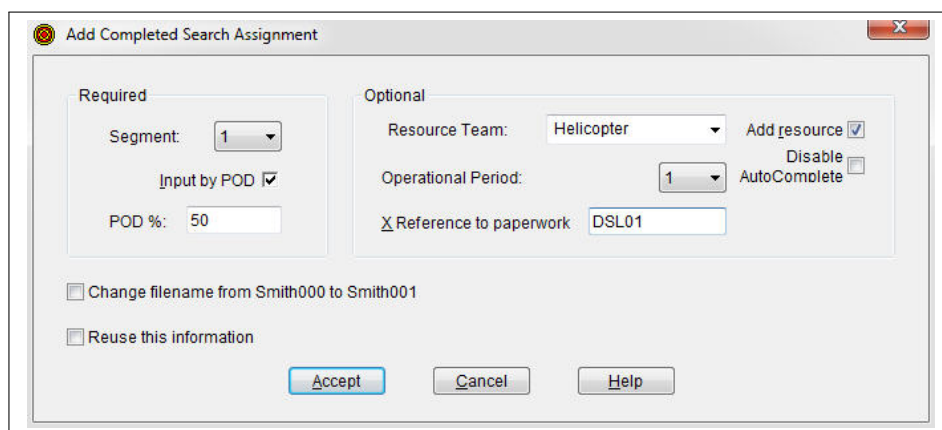 Add Completed Search Assignment
X
Required
Segment: 1
Input by POD
POD %: 50
Optional
Resource Team: Helicopter
Add resource
Operational Period: 1
Disable
AutoComplete
X Reference to paperwork DSL01
Change filename from Smith000 to Smith001
Reuse this information
Accept Cancel Help